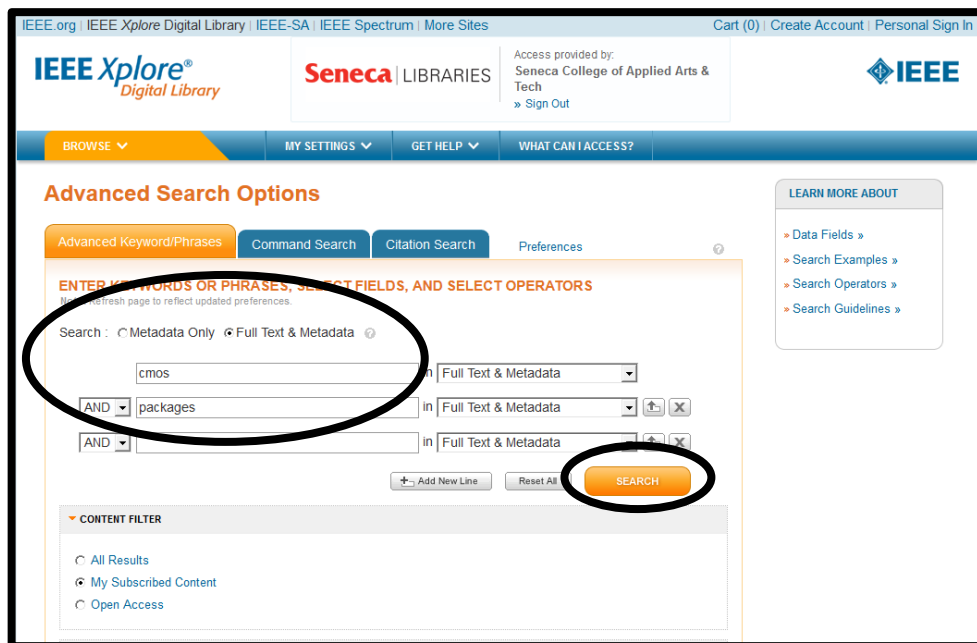 IEEE.org | IEEE Xplore Digital Library | IEEE-SA | IEEE Spectrum | More Sites
Cart (0) | Create Account | Personal Sign In
IEEE Xplore®
Digital Library
Seneca | LIBRARIES
Access provided by:
Seneca College of Applied Arts &
Tech
» Sign Out
IEEE
BROWSE
MY SETTINGS
GET HELP
WHAT CAN I ACCESS?
Advanced Search Options
Advanced Keyword/Phrases
Command Search
Citation Search
Preferences
?
ENTER KEYWORDS OR PHRASES, SELECT FIELDS, AND SELECT OPERATORS
Refresh page to reflect updated preferences.
Search : Metadata Only Full Text & Metadata ?
cmos in Full Text & Metadata
AND packages in Full Text & Metadata X
AND in Full Text & Metadata X
Add New Line Reset All SEARCH
CONTENT FILTER
All Results
My Subscribed Content
Open Access
LEARN MORE ABOUT
» Data Fields »
» Search Examples »
» Search Operators »
» Search Guidelines »